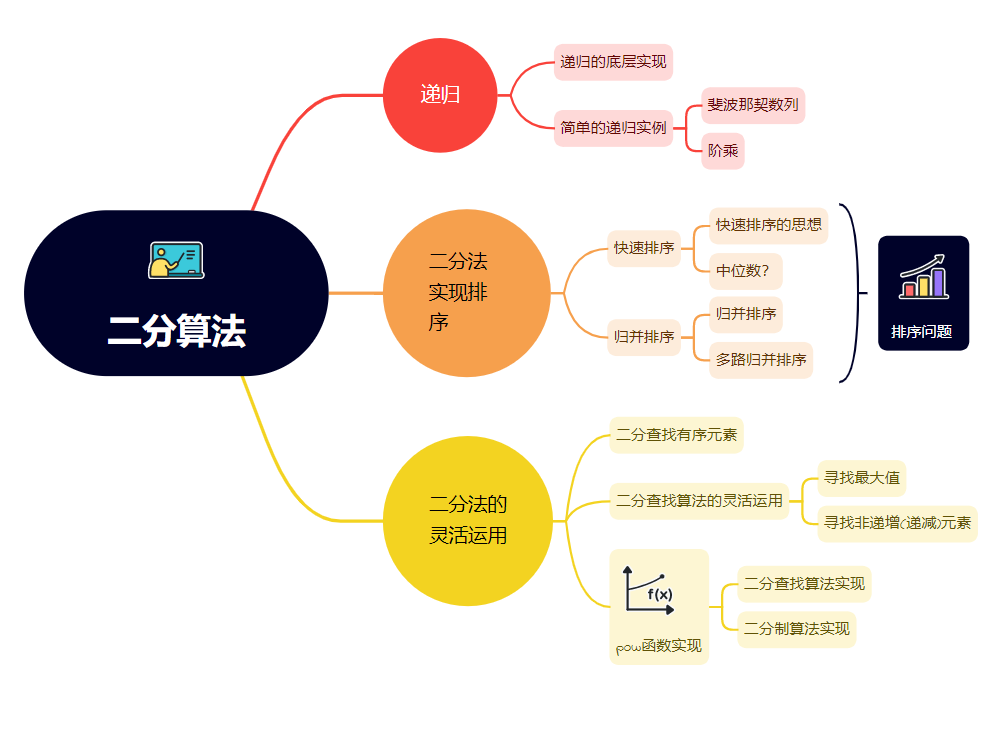 二分算法
递归
递归的底层实现
简单的递归实例
斐波那契数列
阶乘
二分法
实现排
序
快速排序
快速排序的思想
中位数?
归并排序
归并排序
多路归并排序
排序问题
二分法的
灵活运用
二分查找有序元素
二分查找算法的灵活运用
寻找最大值
寻找非递增(递减)元素
f(x)
pow函数实现
二分查找算法实现
二分制算法实现